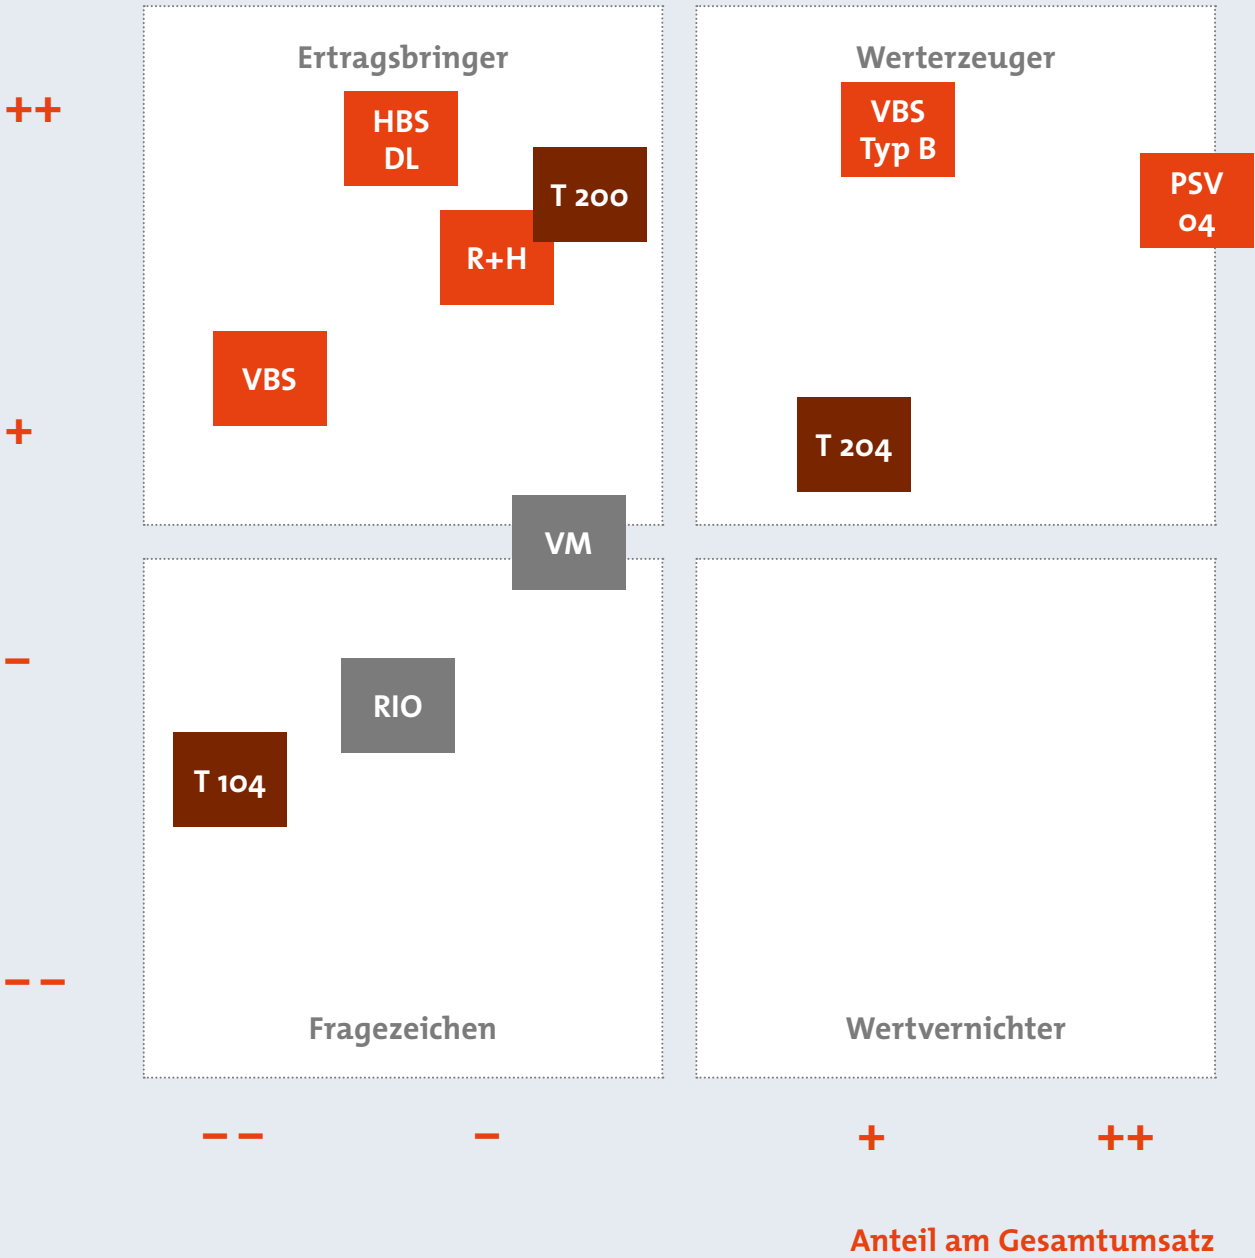 Ertragsbringer
Werterzeuger
++
HBS
DL
VBS
Typ B
T 200
PSV
04
R+H
VBS
+
T 204
VM
–
RIO
T 104
– –
Fragezeichen
Wertvernichter
– –
–
+
++
Anteil am Gesamtumsatz